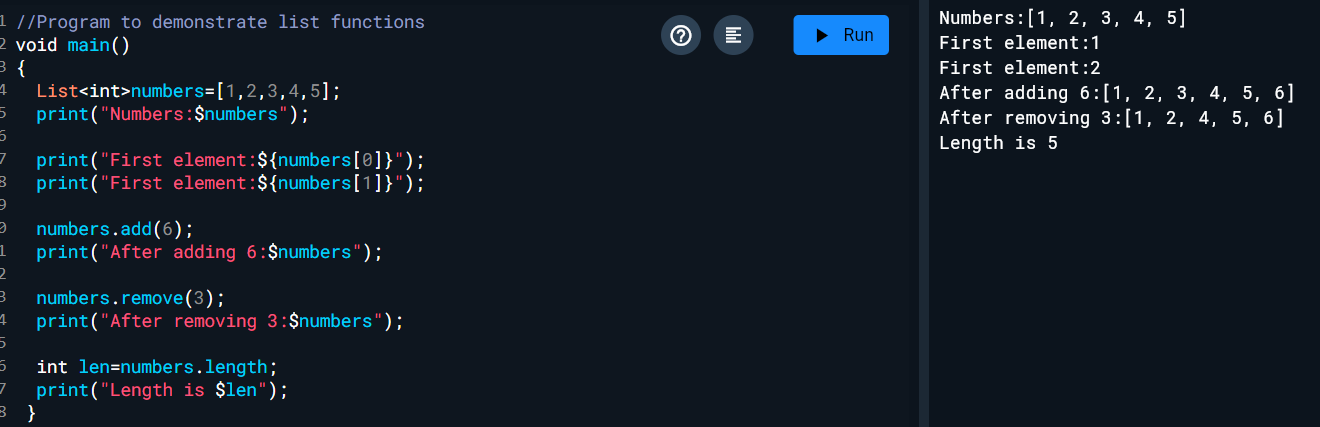 1 //Program to demonstrate list functions
2 void main()
3 {
4 List<int>numbers=[1,2,3,4,5];
5 print("Numbers:$numbers");
6
7 print("First element:${numbers[0]}");
8 print("First element:${numbers[1]}");
9
0 numbers.add(6);
1 print("After adding 6:$numbers");
2
3 numbers.remove(3);
4 print("After removing 3:$numbers");
5
6 int len=numbers.length;
7 print("Length is $len");
8 }
Run
Numbers:[1, 2, 3, 4, 5]
First element:1
First element:2
After adding 6:[1, 2, 3, 4, 5, 6]
After removing 3:[1, 2, 4, 5, 6]
Length is 5